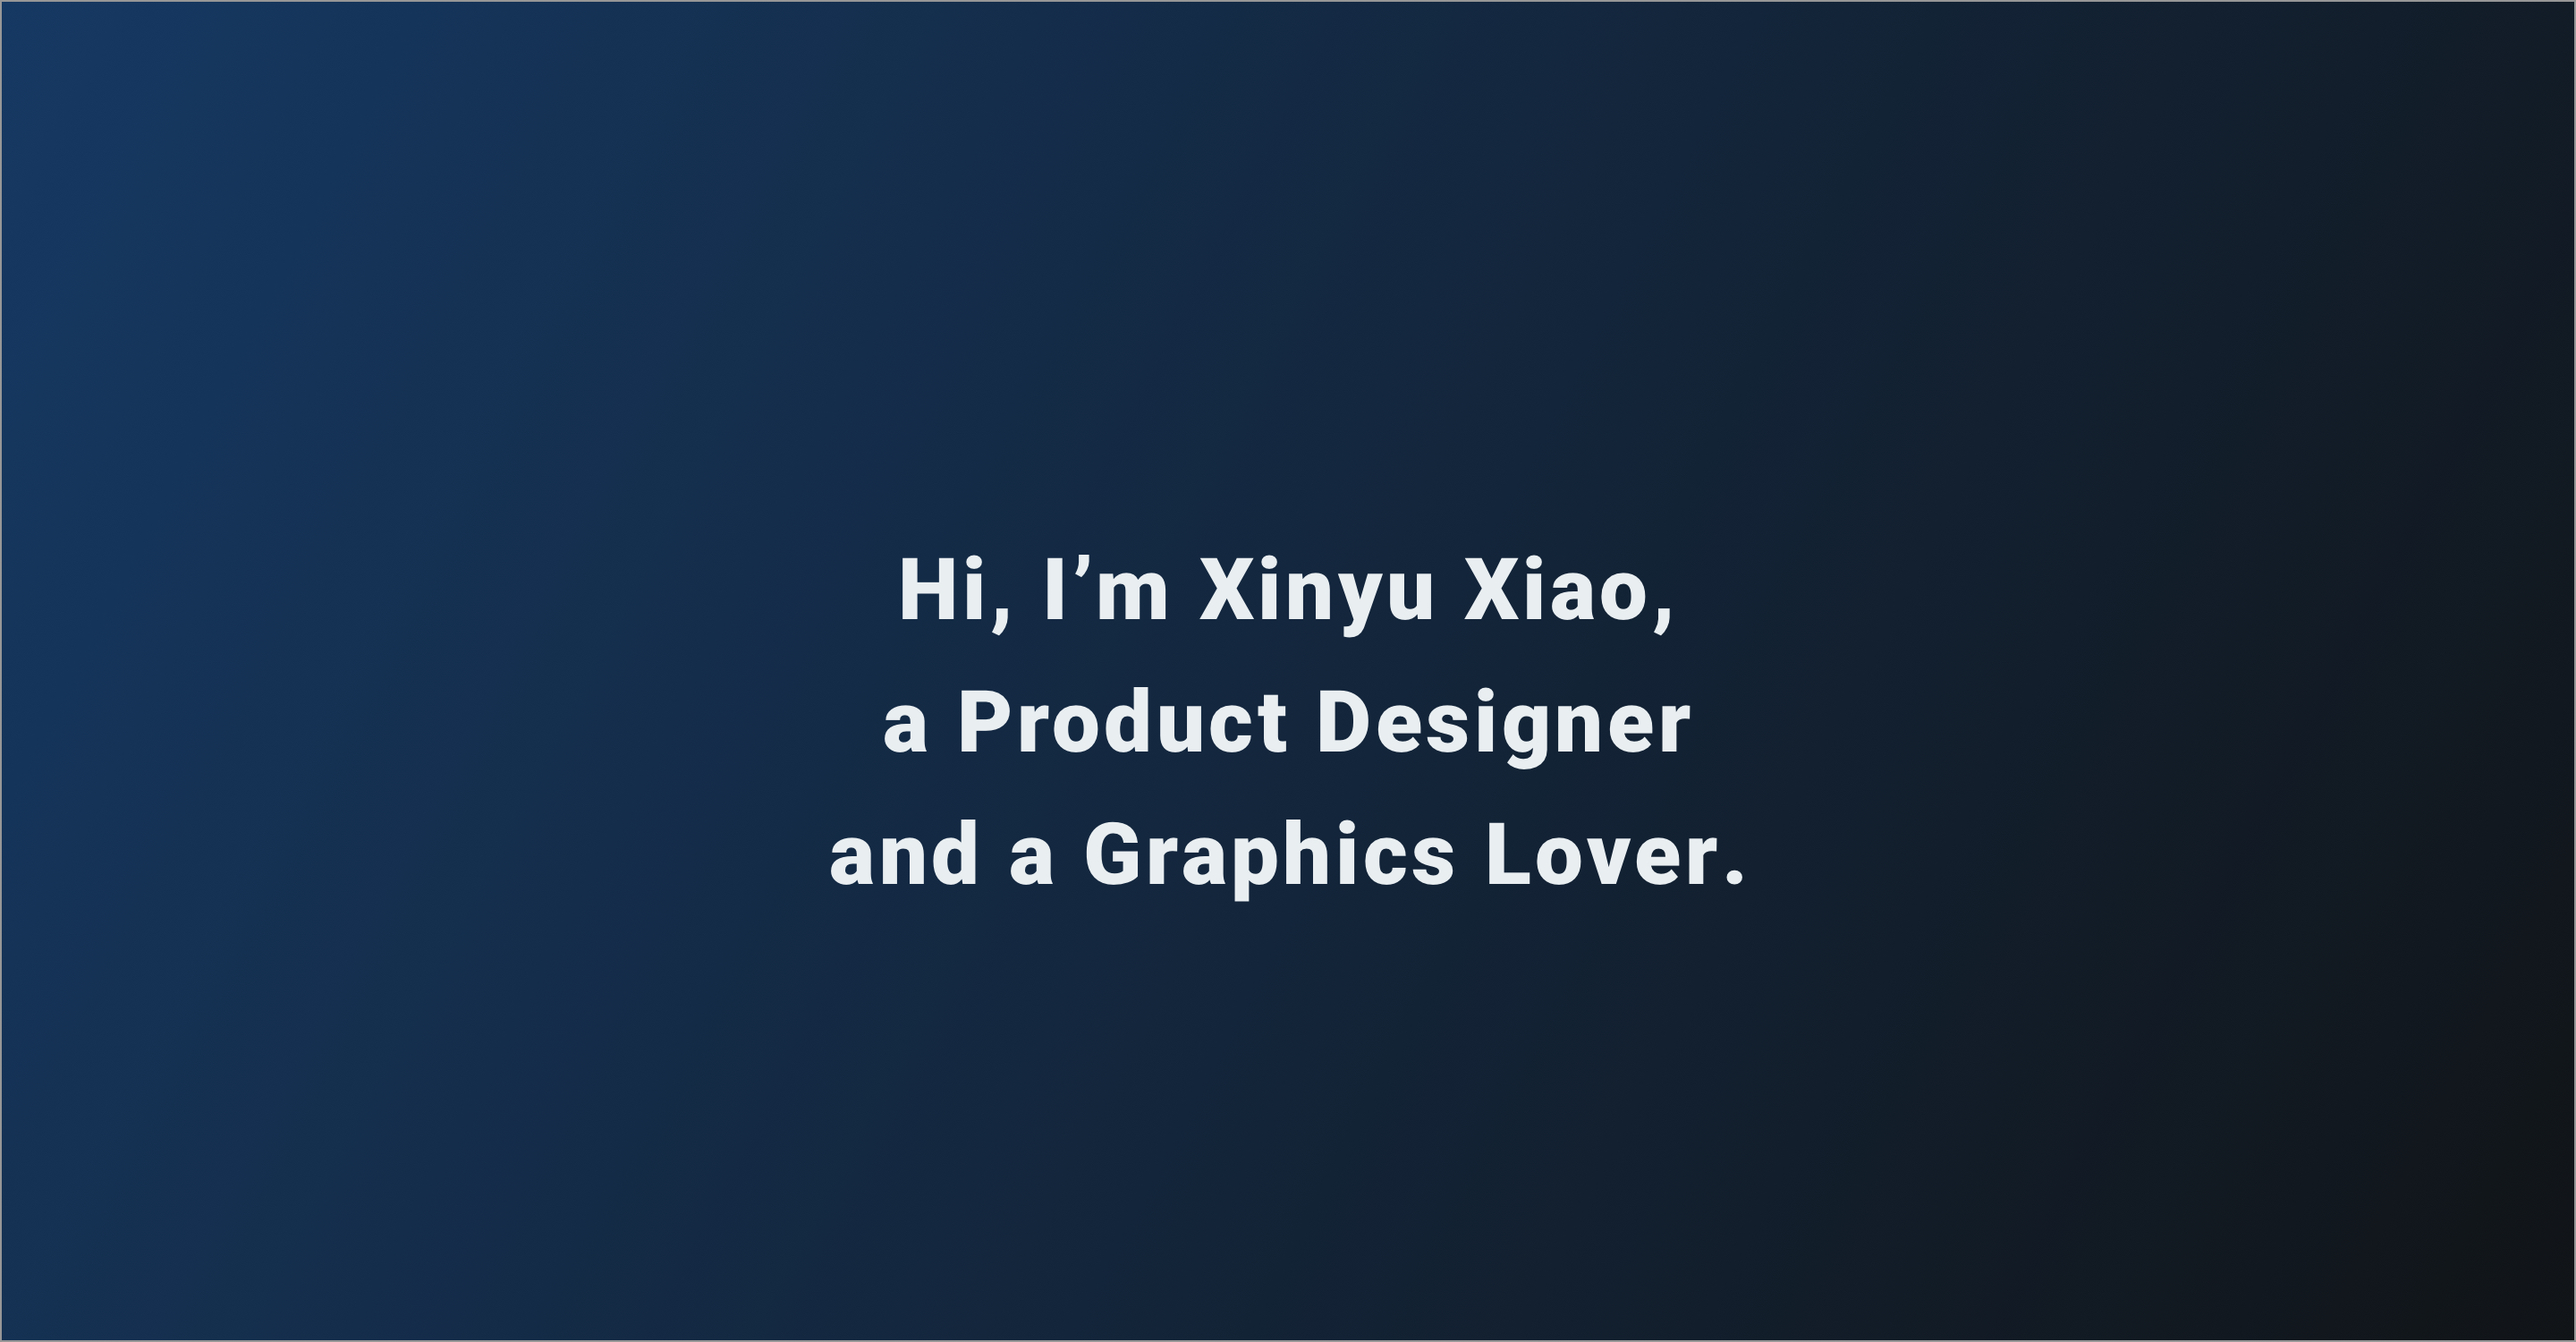 Hi, I’m Xinyu Xiao,
a Product Designer
and a Graphics Lover.